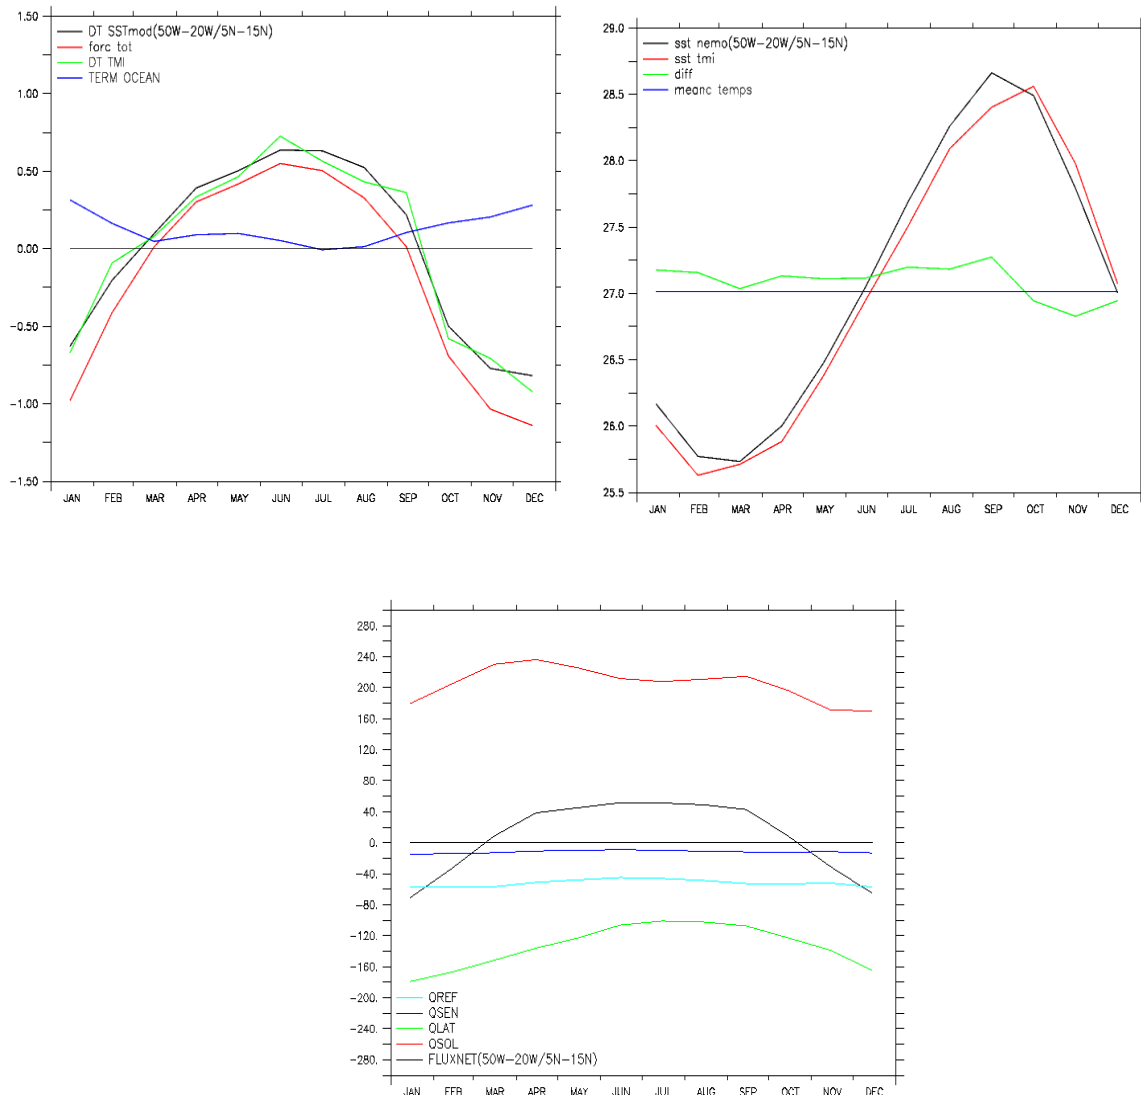 1.50
1.00
0.50
0.00
-0.50
-1.00
-1.50
DT SSTmod(50W-20W/5N-15N)
forc tot
DT TMI
TERM OCEAN
JAN FEB MAR APR MAY JUN JUL AUG SEP OCT NOV DEC
29.0
28.5
28.0
27.5
27.0
26.5
26.0
25.5
sst nemo(50W-20W/5N-15N)
sst tmi
diff
meanc temps
JAN FEB MAR APR MAY JUN JUL AUG SEP OCT NOV DEC
280.
240.
200.
160.
120.
80.
40.
0.
-40.
-80.
-120.
-160.
-200.
-240.
-280.
QREF
QSEN
QLAT
QSOL
FLUXNET(50W-20W/5N-15N)
JAN FEB MAR APR MAY JUN JUL AUG SEP OCT NOV DEC